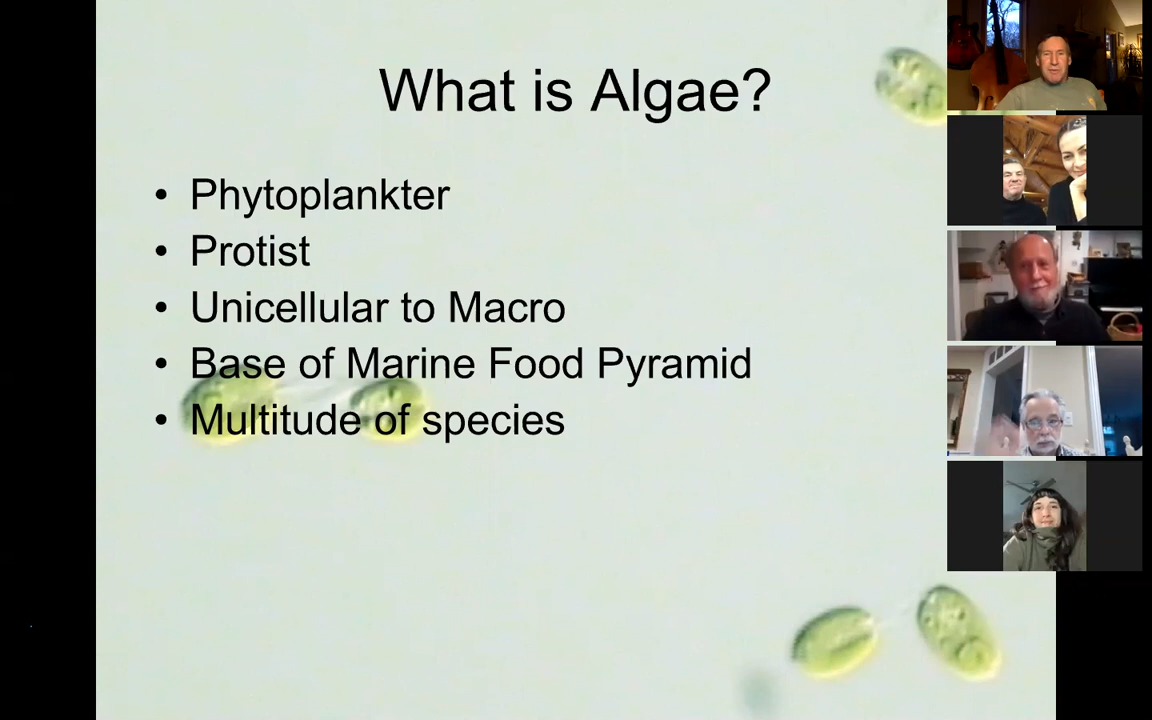 What is Algae?
• Phytoplankter
• Protist
• Unicellular to Macro
• Base of Marine Food Pyramid
• Multitude of species